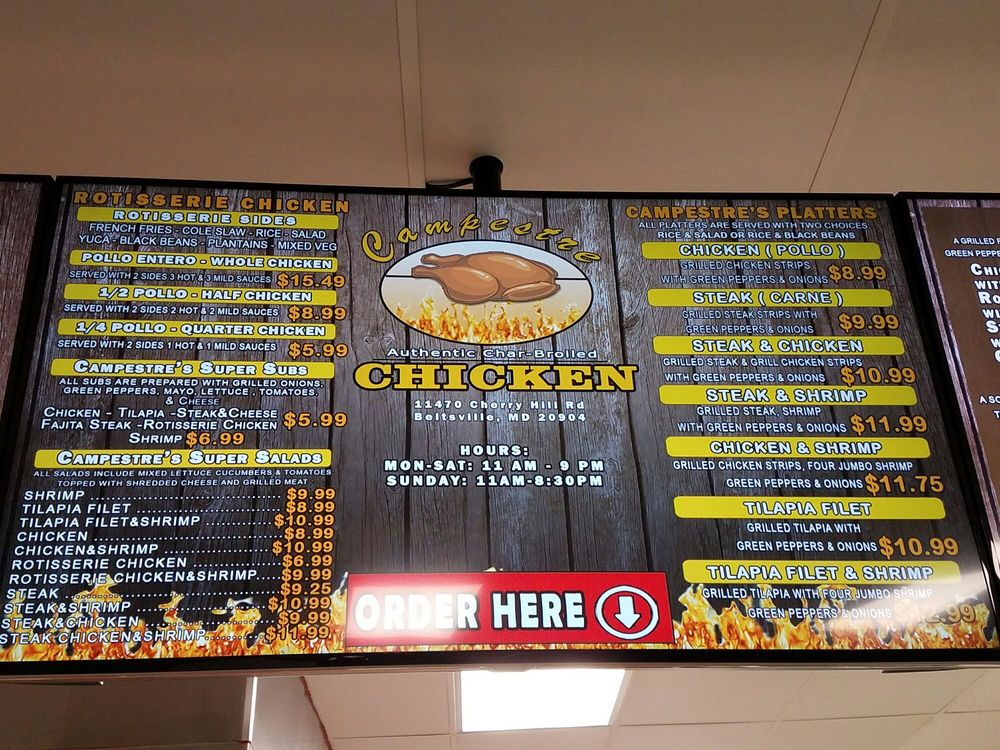 ROTISSERIE CHICKEN
ROTISSERIE SIDES
FRENCH FRIES - COLE SLAW - RICE - SALAD
YUCA - BLACK BEANS - PLANTAINS - MIXED VEG
POLLO ENTERO - WHOLE CHICKEN
SERVED WITH 2 SIDES 3 HOT & 3 MILD SAUCES $15.49
1/2 POLLO - HALF CHICKEN
SERVED WITH 2 SIDES 2 HOT & 2 MILD SAUCES $8.99
1/4 POLLO - QUARTER CHICKEN
SERVED WITH 2 SIDES 1 HOT & 1 MILD SAUCES $5.99
CAMPESTRE'S SUPER SUBS
ALL SUBS ARE PREPARED WITH GRILLED ONIONS,
GREEN PEPPERS, MAYO, LETTUCE, TOMATOES,
& CHEESE
CHICKEN - TILAPIA -STEAK&CHEESE
FAJITA STEAK -ROTISSERIE CHICKEN $5.99
SHRIMP $6.99
CAMPESTRE'S SUPER SALADS
ALL SALADS INCLUDE MIXED LETTUCE CUCUMBERS & TOMATOES
TOPPED WITH SHREDDED CHEESE AND GRILLED MEAT
SHRIMP $9.99
TILAPIA FILET $8.99
TILAPIA FILET&SHRIMP $10.99
CHICKEN $8.99
CHICKEN&SHRIMP $10.99
ROTISSERIE CHICKEN $6.99
ROTISSERIE CHICKEN&SHRIMP $9.99
STEAK $9.25
STEAK&SHRIMP $10.99
STEAK&CHICKEN $9.99
STEAK CHICKEN&SHRIMP $11.99
Campestre
Authentic Char-Broiled
CHICKEN
11470 Cherry Hill Rd
Beltsville, MD 20904
HOURS:
MON-SAT: 11 AM - 9 PM
SUNDAY: 11AM-8:30PM
ORDER HERE
CAMPESTRE'S PLATTERS
ALL PLATTERS ARE SERVED WITH TWO CHOICES
RICE & SALAD OR RICE & BLACK BEANS
CHICKEN ( POLLO )
GRILLED CHICKEN STRIPS
WITH GREEN PEPPERS & ONIONS $8.99
STEAK ( CARNE )
GRILLED STEAK STRIPS WITH
GREEN PEPPERS & ONIONS $9.99
STEAK & CHICKEN
GRILLED STEAK & GRILL CHICKEN STRIPS
WITH GREEN PEPPERS & ONIONS $10.99
STEAK & SHRIMP
GRILLED STEAK, SHRIMP
WITH GREEN PEPPERS & ONIONS $11.99
CHICKEN & SHRIMP
GRILLED CHICKEN STRIPS, FOUR JUMBO SHRIMP
GREEN PEPPERS & ONIONS $11.75
TILAPIA FILET
GRILLED TILAPIA WITH
GREEN PEPPERS & ONIONS $10.99
TILAPIA FILET & SHRIMP
GRILLED TILAPIA WITH FOUR JUMBO SHRIMP
GREEN PEPPERS & ONIONS
A GRILLED
GREEN PEPPE
WIT